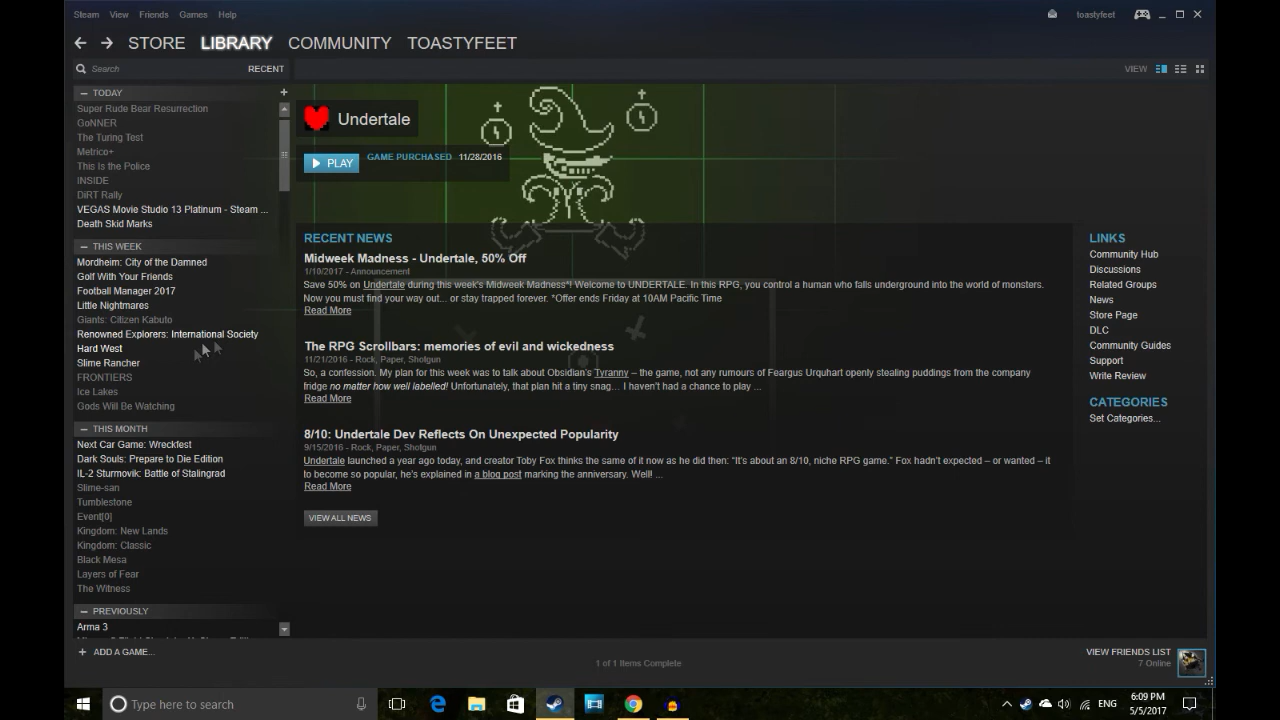 Steam View Friends Games Help
toastyfeet
STORE LIBRARY COMMUNITY TOASTYFEET
Search RECENT
VIEW
TODAY
Super Rude Bear Resurrection
GoNNER
The Turing Test
Metrico+
This Is the Police
INSIDE
DiRT Rally
VEGAS Movie Studio 13 Platinum - Steam ...
Death Skid Marks
THIS WEEK
Mordheim: City of the Damned
Golf With Your Friends
Football Manager 2017
Little Nightmares
Giants: Citizen Kabuto
Renowned Explorers: International Society
Hard West
Slime Rancher
FRONTIERS
Ice Lakes
Gods Will Be Watching
THIS MONTH
Next Car Game: Wreckfest
Dark Souls: Prepare to Die Edition
IL-2 Sturmovik: Battle of Stalingrad
Slime-san
Tumblestone
Event[0]
Kingdom: New Lands
Kingdom: Classic
Black Mesa
Layers of Fear
The Witness
PREVIOUSLY
Arma 3
+ ADD A GAME...
Undertale
PLAY GAME PURCHASED 11/28/2016
RECENT NEWS
Midweek Madness - Undertale, 50% Off
1/10/2017 - Announcement
Save 50% on Undertale during this week's Midweek Madness*! Welcome to UNDERTALE. In this RPG, you control a human who falls underground into the world of monsters.
Now you must find your way out... or stay trapped forever. *Offer ends Friday at 10AM Pacific Time
Read More
The RPG Scrollbars: memories of evil and wickedness
11/21/2016 - Rock, Paper, Shotgun
So, a confession. My plan for this week was to talk about Obsidian's Tyranny – the game, not any rumours of Feargus Urquhart openly stealing puddings from the company
fridge no matter how well labelled! Unfortunately, that plan hit a tiny snag... I haven't had a chance to play ...
Read More
8/10: Undertale Dev Reflects On Unexpected Popularity
9/15/2016 - Rock, Paper, Shotgun
Undertale launched a year ago today, and creator Toby Fox thinks the same of it now as he did then: "It's about an 8/10, niche RPG game." Fox hadn't expected – or wanted – it
to become so popular, he's explained in a blog post marking the anniversary. Well! ...
Read More
VIEW ALL NEWS
LINKS
Community Hub
Discussions
Related Groups
News
Store Page
DLC
Community Guides
Support
Write Review
CATEGORIES
Set Categories...
1 of 1 Items Complete
VIEW FRIENDS LIST
7 Online
Type here to search
ENG
6:09 PM
5/5/2017